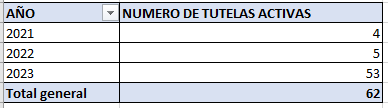 AÑO NUMERO DE TUTELAS ACTIVAS
2021 4
2022 5
2023 53
Total general 62